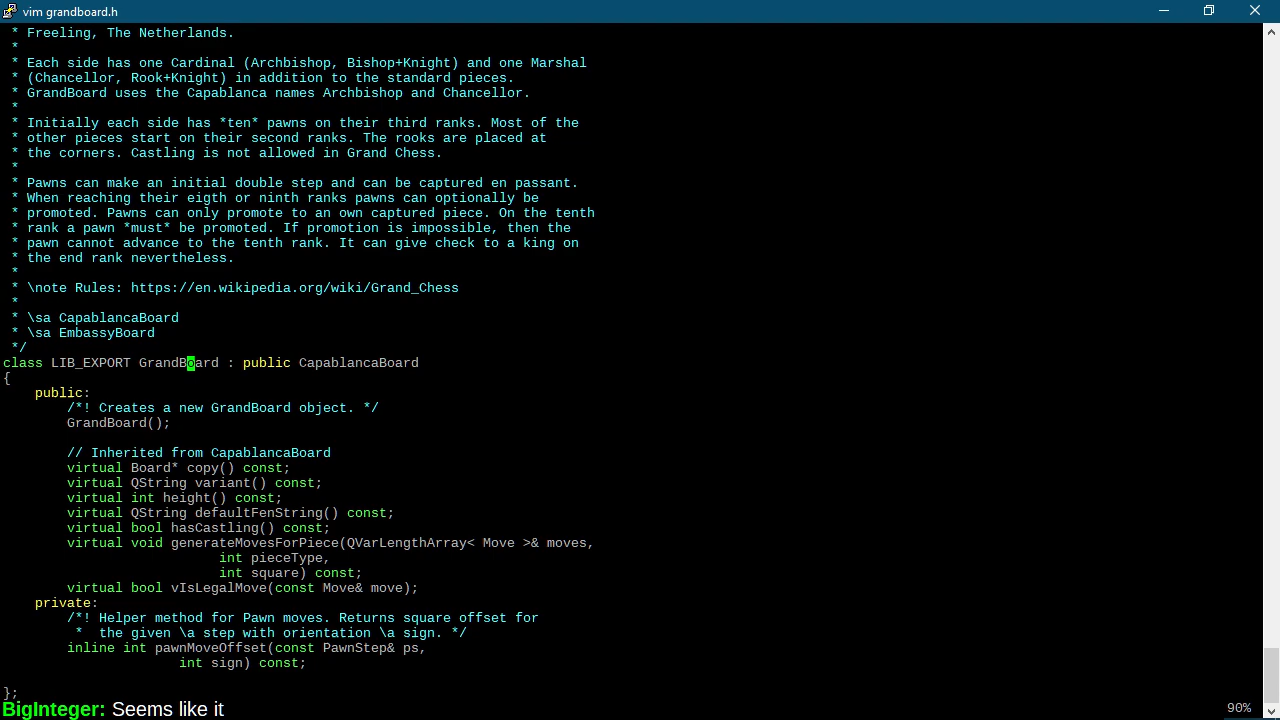 vim grandboard.h
 * Freeling, The Netherlands.
 *
 * Each side has one Cardinal (Archbishop, Bishop+Knight) and one Marshal
 * (Chancellor, Rook+Knight) in addition to the standard pieces.
 * GrandBoard uses the Capablanca names Archbishop and Chancellor.
 *
 * Initially each side has *ten* pawns on their third ranks. Most of the
 * other pieces start on their second ranks. The rooks are placed at
 * the corners. Castling is not allowed in Grand Chess.
 *
 * Pawns can make an initial double step and can be captured en passant.
 * When reaching their eigth or ninth ranks pawns can optionally be
 * promoted. Pawns can only promote to an own captured piece. On the tenth
 * rank a pawn *must* be promoted. If promotion is impossible, then the
 * pawn cannot advance to the tenth rank. It can give check to a king on
 * the end rank nevertheless.
 *
 * \note Rules: https://en.wikipedia.org/wiki/Grand_Chess
 *
 * \sa CapablancaBoard
 * \sa EmbassyBoard
 */
class LIB_EXPORT GrandBoard : public CapablancaBoard
{
    public:
        /*! Creates a new GrandBoard object. */
        GrandBoard();

        // Inherited from CapablancaBoard
        virtual Board* copy() const;
        virtual QString variant() const;
        virtual int height() const;
        virtual QString defaultFenString() const;
        virtual bool hasCastling() const;
        virtual void generateMovesForPiece(QVarLengthArray< Move >& moves,
                           int pieceType,
                           int square) const;
        virtual bool vIsLegalMove(const Move& move);
    private:
        /*! Helper method for Pawn moves. Returns square offset for
         *  the given \a step with orientation \a sign. */
        inline int pawnMoveOffset(const PawnStep& ps,
                      int sign) const;

};
BigInteger: Seems like it
90%